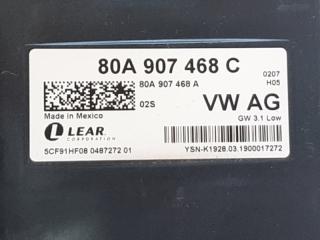 80A 907 468 C
0207
80A 907 468 A
H05
02S
VW AG
Made in Mexico
GW 3.1 Low
LEAR
CORPORATION
5CF91HF08 0487272 01
YSN-K1928.03.1900017272